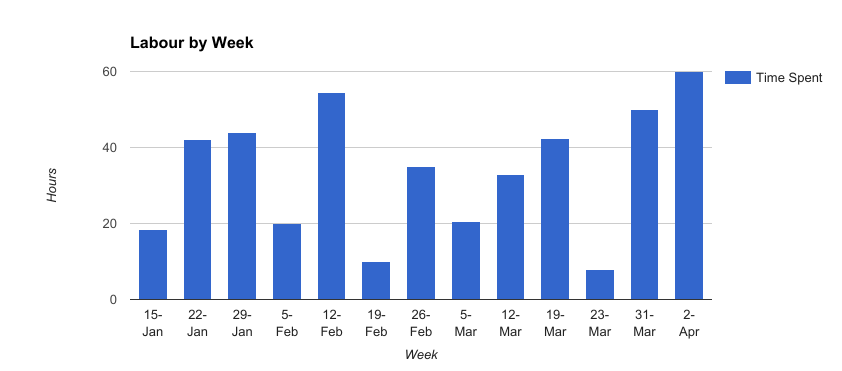 Labour by Week
60
40
20
0
Hours
Time Spent
15- 22- 29- 5- 12- 19- 26- 5- 12- 19- 23- 31- 2-
Jan Jan Jan Feb Feb Feb Feb Mar Mar Mar Mar Mar Apr
Week